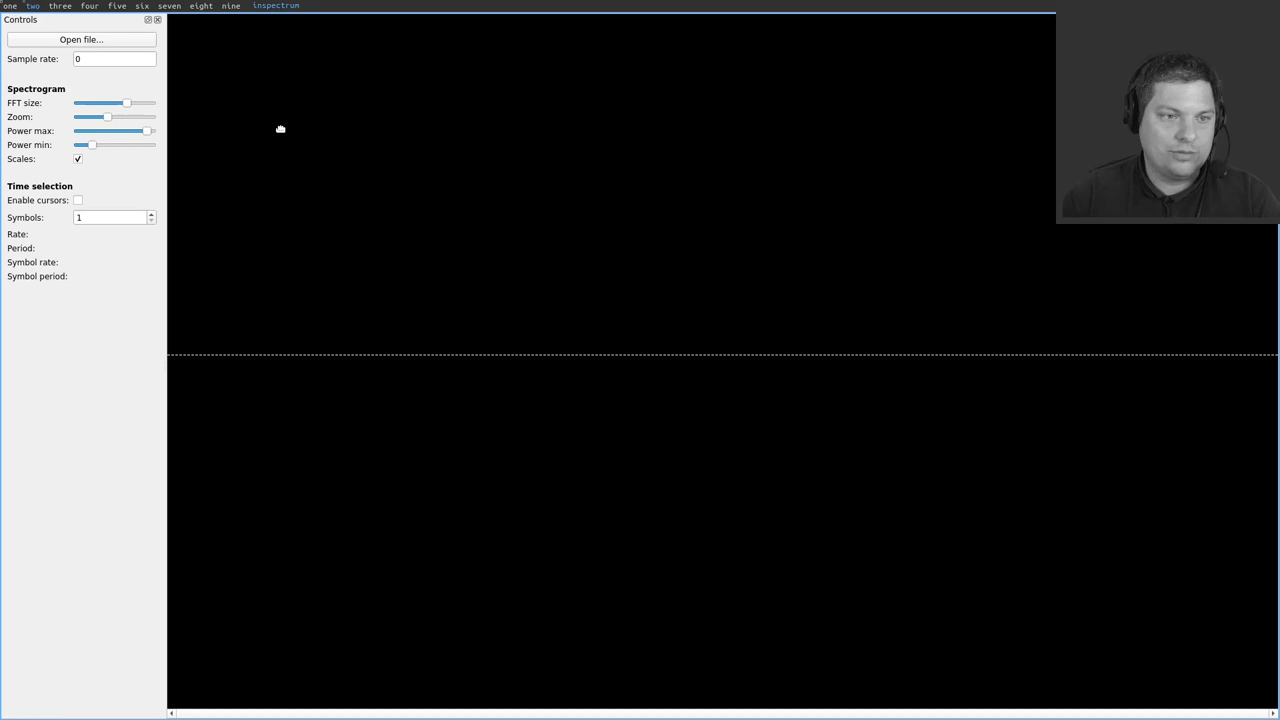 one two three four five six seven eight nine inspectrum
Controls
Open file...
Sample rate: 0
Spectrogram
FFT size:
Zoom:
Power max:
Power min:
Scales:
Time selection
Enable cursors:
Symbols: 1
Rate:
Period:
Symbol rate:
Symbol period: